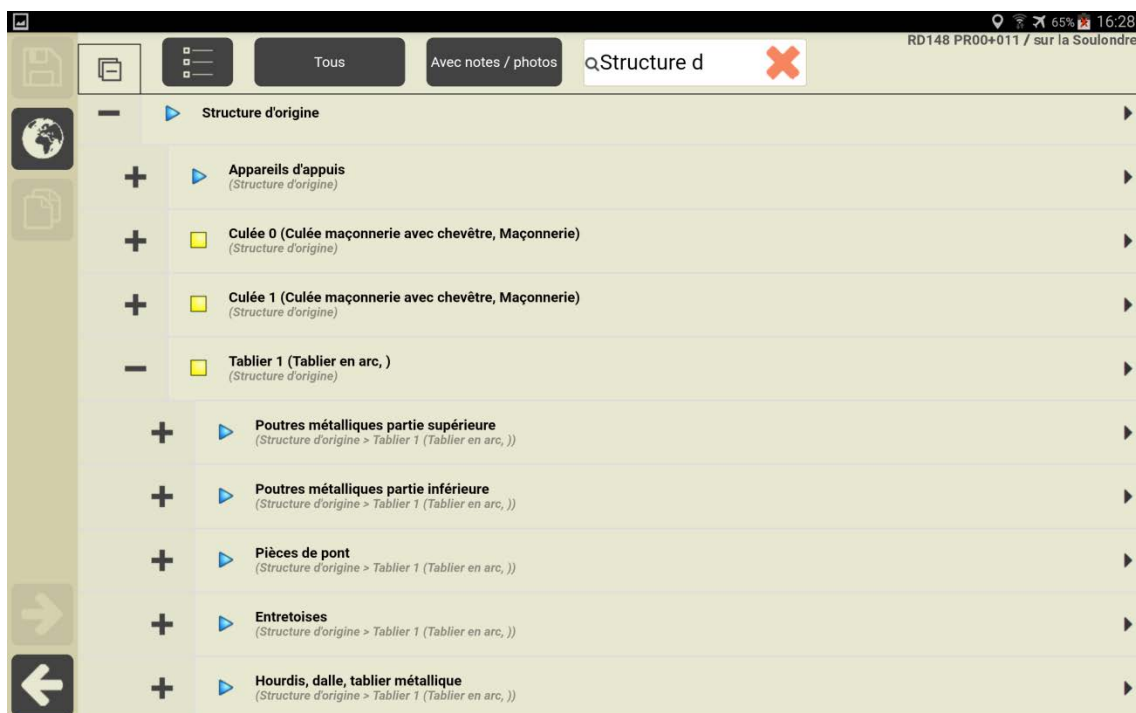 65% 16:28
RD148 PR00+011 / sur la Soulondre
Tous
Avec notes / photos
Structure d
Structure d'origine
Appareils d'appuis
(Structure d'origine)
Culée 0 (Culée maçonnerie avec chevêtre, Maçonnerie)
(Structure d'origine)
Culée 1 (Culée maçonnerie avec chevêtre, Maçonnerie)
(Structure d'origine)
Tablier 1 (Tablier en arc, )
(Structure d'origine)
Poutres métalliques partie supérieure
(Structure d'origine > Tablier 1 (Tablier en arc, ))
Poutres métalliques partie inférieure
(Structure d'origine > Tablier 1 (Tablier en arc, ))
Pièces de pont
(Structure d'origine > Tablier 1 (Tablier en arc, ))
Entretoises
(Structure d'origine > Tablier 1 (Tablier en arc, ))
Hourdis, dalle, tablier métallique
(Structure d'origine > Tablier 1 (Tablier en arc, ))